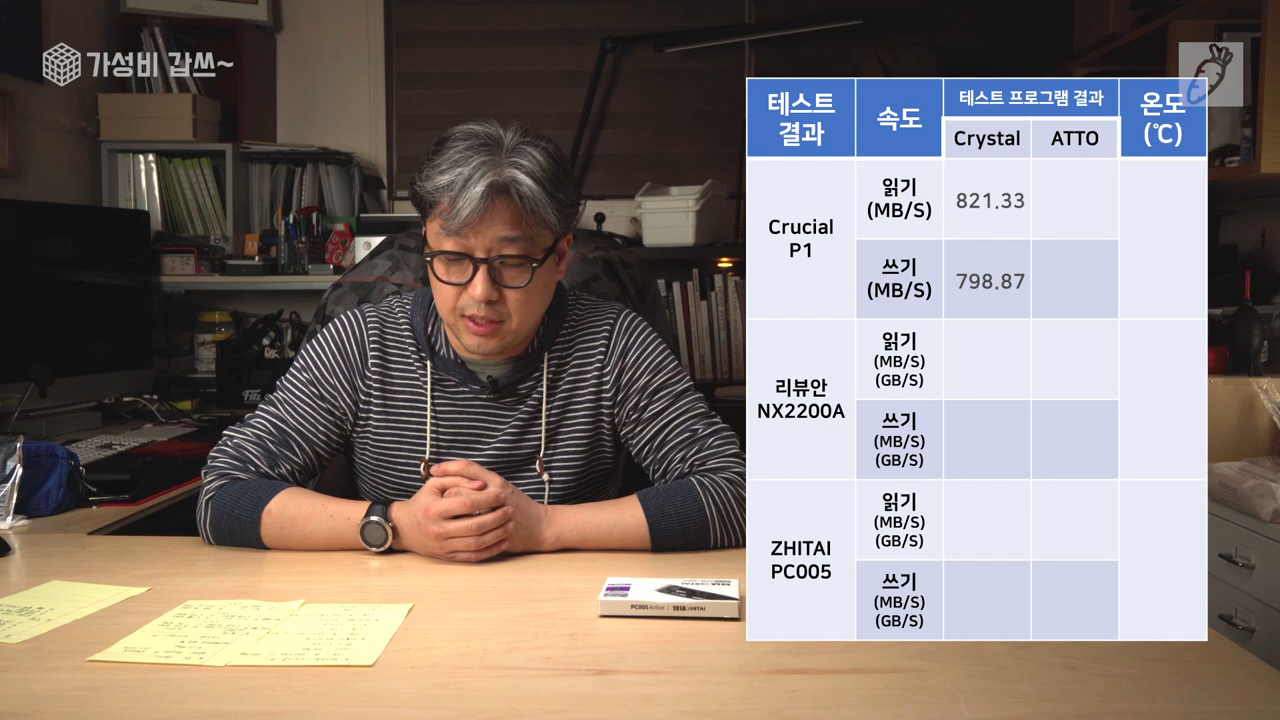 가성비 갑쓰~
테스트
결과
속도
테스트 프로그램 결과
Crystal
ATTO
온도
(℃)
Crucial
P1
읽기
(MB/S)
821.33
쓰기
(MB/S)
798.87
리뷰안
NX2200A
읽기
(MB/S)
(GB/S)
쓰기
(MB/S)
(GB/S)
ZHITAI
PC005
읽기
(MB/S)
(GB/S)
쓰기
(MB/S)
(GB/S)
PC005 Active